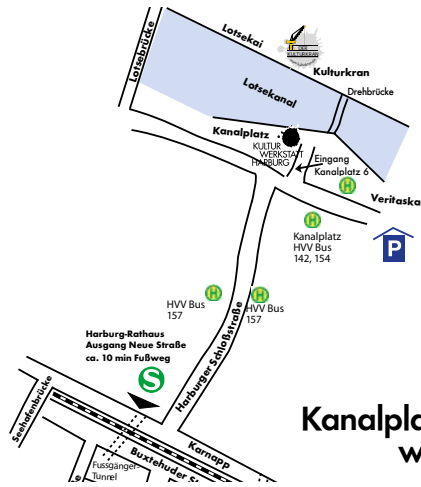 Lotsekai
DER
KULTURKRAN
Kulturkran
Lotsebrücke
Lotsekanal
Drehbrücke
Kanalplatz
KULTUR
WERKSTATT
HARBURG
Eingang
Kanalplatz 6
H
Veritaska
H
Kanalplatz
HVV Bus
142, 154
P
H
HVV Bus
157
H
HVV Bus
157
Harburg-Rathaus
Ausgang Neue Straße
ca. 10 min Fußweg
S
Harburger Schloßstraße
Seehafenbrücke
Karnapp
Buxtehuder S
Fussgänger-
Tunnel
Kanalpla
w